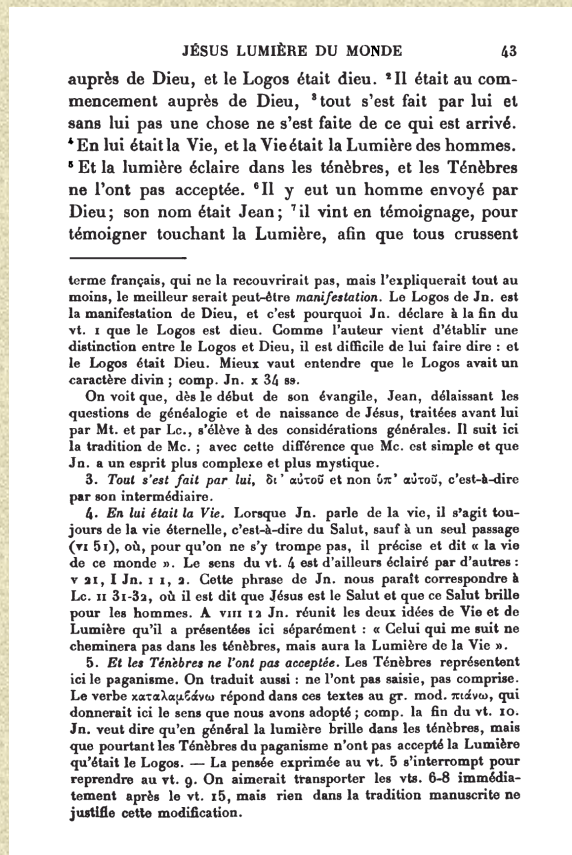 JÉSUS LUMIÈRE DU MONDE 43
auprès de Dieu, et le Logos était dieu. ²Il était au com-
mencement auprès de Dieu, ³tout s'est fait par lui et
sans lui pas une chose ne s'est faite de ce qui est arrivé.
⁴En lui était la Vie, et la Vie était la Lumière des hommes.
⁵Et la lumière éclaire dans les ténèbres, et les Ténèbres
ne l'ont pas acceptée. ⁶Il y eut un homme envoyé par
Dieu; son nom était Jean; ⁷il vint en témoignage, pour
témoigner touchant la Lumière, afin que tous crussent
terme français, qui ne la recouvrirait pas, mais l'expliquerait tout au
moins, le meilleur serait peut-être manifestation. Le Logos de Jn. est
la manifestation de Dieu, et c'est pourquoi Jn. déclare à la fin du
vt. 1 que le Logos est dieu. Comme l'auteur vient d'établir une
distinction entre le Logos et Dieu, il est difficile de lui faire dire : et
le Logos était Dieu. Mieux vaut entendre que le Logos avait un
caractère divin ; comp. Jn. x 34 ss.
On voit que, dès le début de son évangile, Jean, délaissant les
questions de généalogie et de naissance de Jésus, traitées avant lui
par Mt. et par Lc., s'élève à des considérations générales. Il suit ici
la tradition de Mc. ; avec cette différence que Mc. est simple et que
Jn. a un esprit plus complexe et plus mystique.
3. Tout s'est fait par lui, δι' αὐτοῦ et non ὑπ' αὐτοῦ, c'est-à-dire
par son intermédiaire.
4. En lui était la Vie. Lorsque Jn. parle de la vie, il s'agit tou-
jours de la vie éternelle, c'est-à-dire du Salut, sauf à un seul passage
(vi 51), où, pour qu'on ne s'y trompe pas, il précise et dit « la vie
de ce monde ». Le sens du vt. 4 est d'ailleurs éclairé par d'autres :
v 21, I Jn. 1 1, 2. Cette phrase de Jn. nous paraît correspondre à
Lc. ii 31-32, où il est dit que Jésus est le Salut et que ce Salut brille
pour les hommes. A viii 12 Jn. réunit les deux idées de Vie et de
Lumière qu'il a présentées ici séparément : « Celui qui me suit ne
cheminera pas dans les ténèbres, mais aura la Lumière de la Vie ».
5. Et les Ténèbres ne l'ont pas acceptée. Les Ténèbres représentent
ici le paganisme. On traduit aussi : ne l'ont pas saisie, pas comprise.
Le verbe καταλαμβάνω répond dans ces textes au gr. mod. πιάνω, qui
donnerait ici le sens que nous avons adopté ; comp. la fin du vt. 10.
Jn. veut dire qu'en général la lumière brille dans les ténèbres, mais
que pourtant les Ténèbres du paganisme n'ont pas accepté la Lumière
qu'était le Logos. — La pensée exprimée au vt. 5 s'interrompt pour
reprendre au vt. 9. On aimerait transporter les vts. 6-8 immédia-
tement après le vt. 15, mais rien dans la tradition manuscrite ne
justifie cette modification.